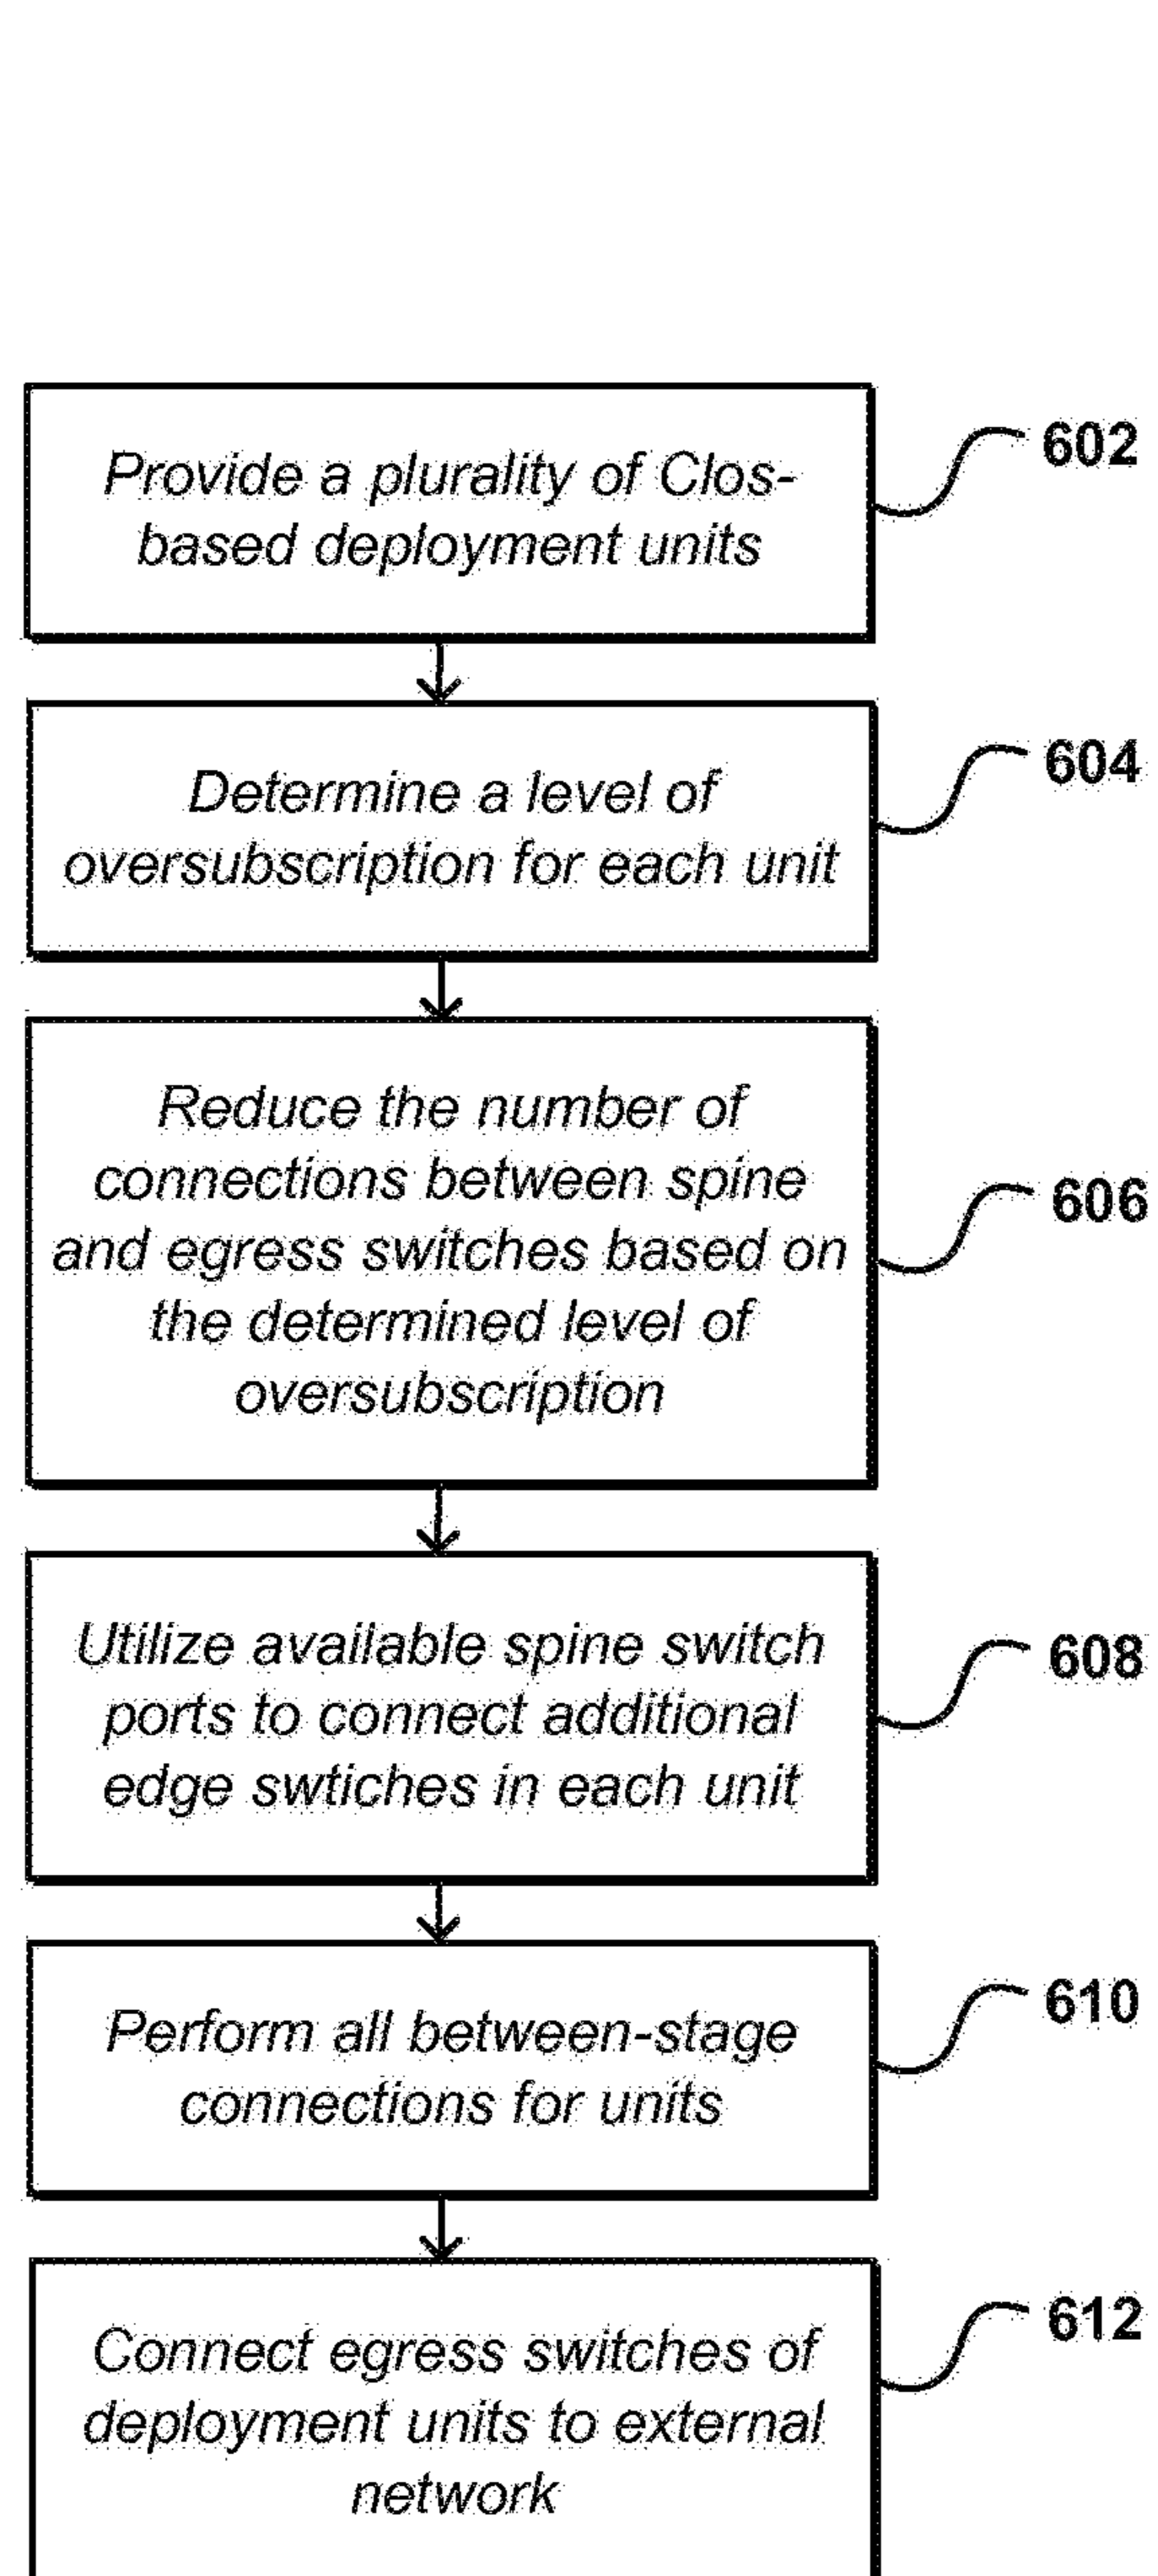 Provide a plurality of Clos-
based deployment units
602
Determine a level of
oversubscription for each unit
604
Reduce the number of
connections between spine
and egress switches based on
the determined level of
oversubscription
606
Utilize available spine switch
ports to connect additional
edge swtiches in each unit
608
Perform all between-stage
connections for units
610
Connect egress switches of
deployment units to external
network
612